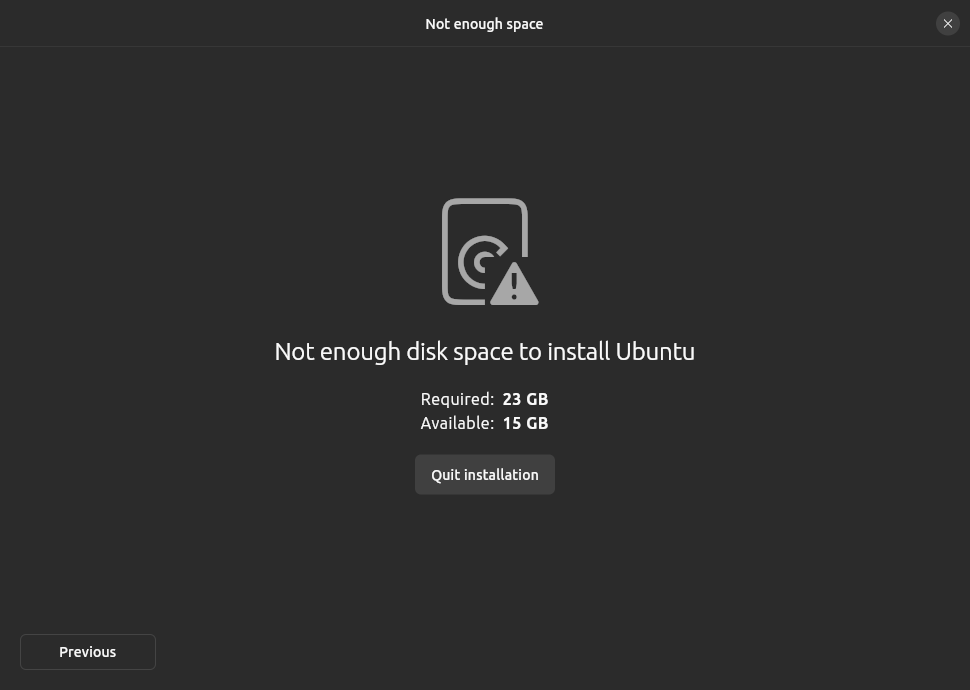 Not enough space
Not enough disk space to install Ubuntu
Required: 23 GB
Available: 15 GB
Quit installation
Previous